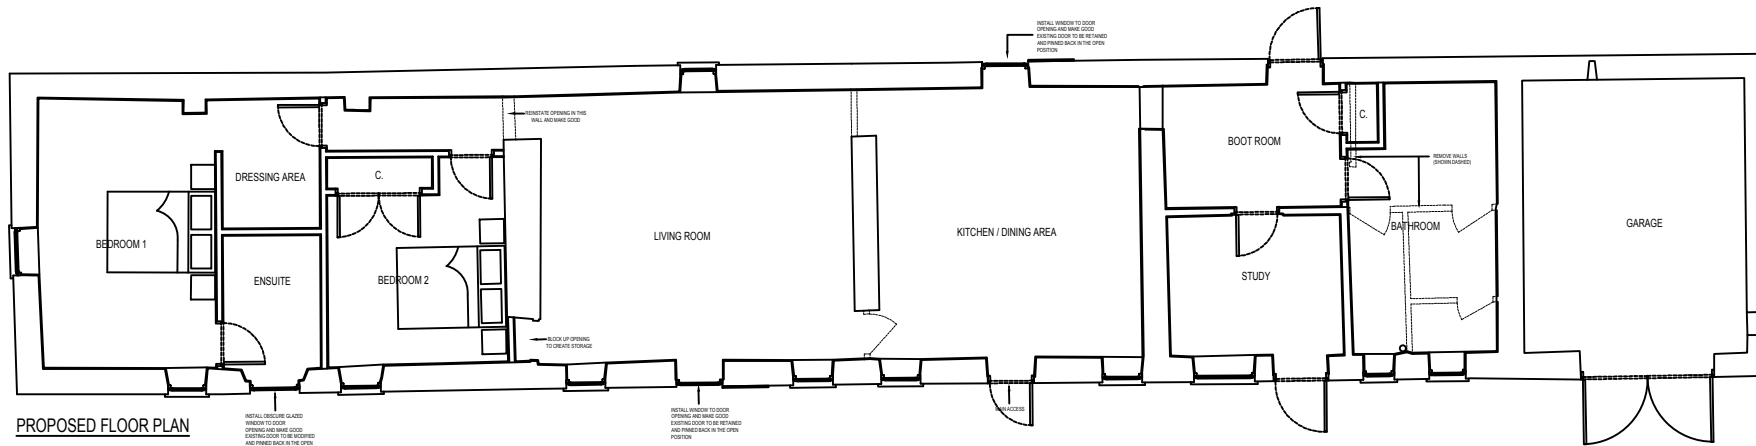 INSTALL WINDOW TO DOOR
OPENING AND MAKE GOOD
EXISTING DOOR TO BE RETAINED
AND PINNED BACK IN THE OPEN
POSITION
REINSTATE OPENING IN THIS
WALL AND MAKE GOOD
C.
BOOT ROOM
REMOVE WALLS
(SHOWN DASHED)
DRESSING AREA
C.
BEDROOM 1
LIVING ROOM
KITCHEN / DINING AREA
BATHROOM
GARAGE
ENSUITE
BEDROOM 2
STUDY
BLOCK UP OPENING
TO CREATE STORAGE
MAIN ACCESS
INSTALL OBSCURE GLAZED
WINDOW TO DOOR
OPENING AND MAKE GOOD
EXISTING DOOR TO BE MODIFIED
AND PINNED BACK IN THE OPEN
INSTALL WINDOW TO DOOR
OPENING AND MAKE GOOD
EXISTING DOOR TO BE RETAINED
AND PINNED BACK IN THE OPEN
POSITION
PROPOSED FLOOR PLAN